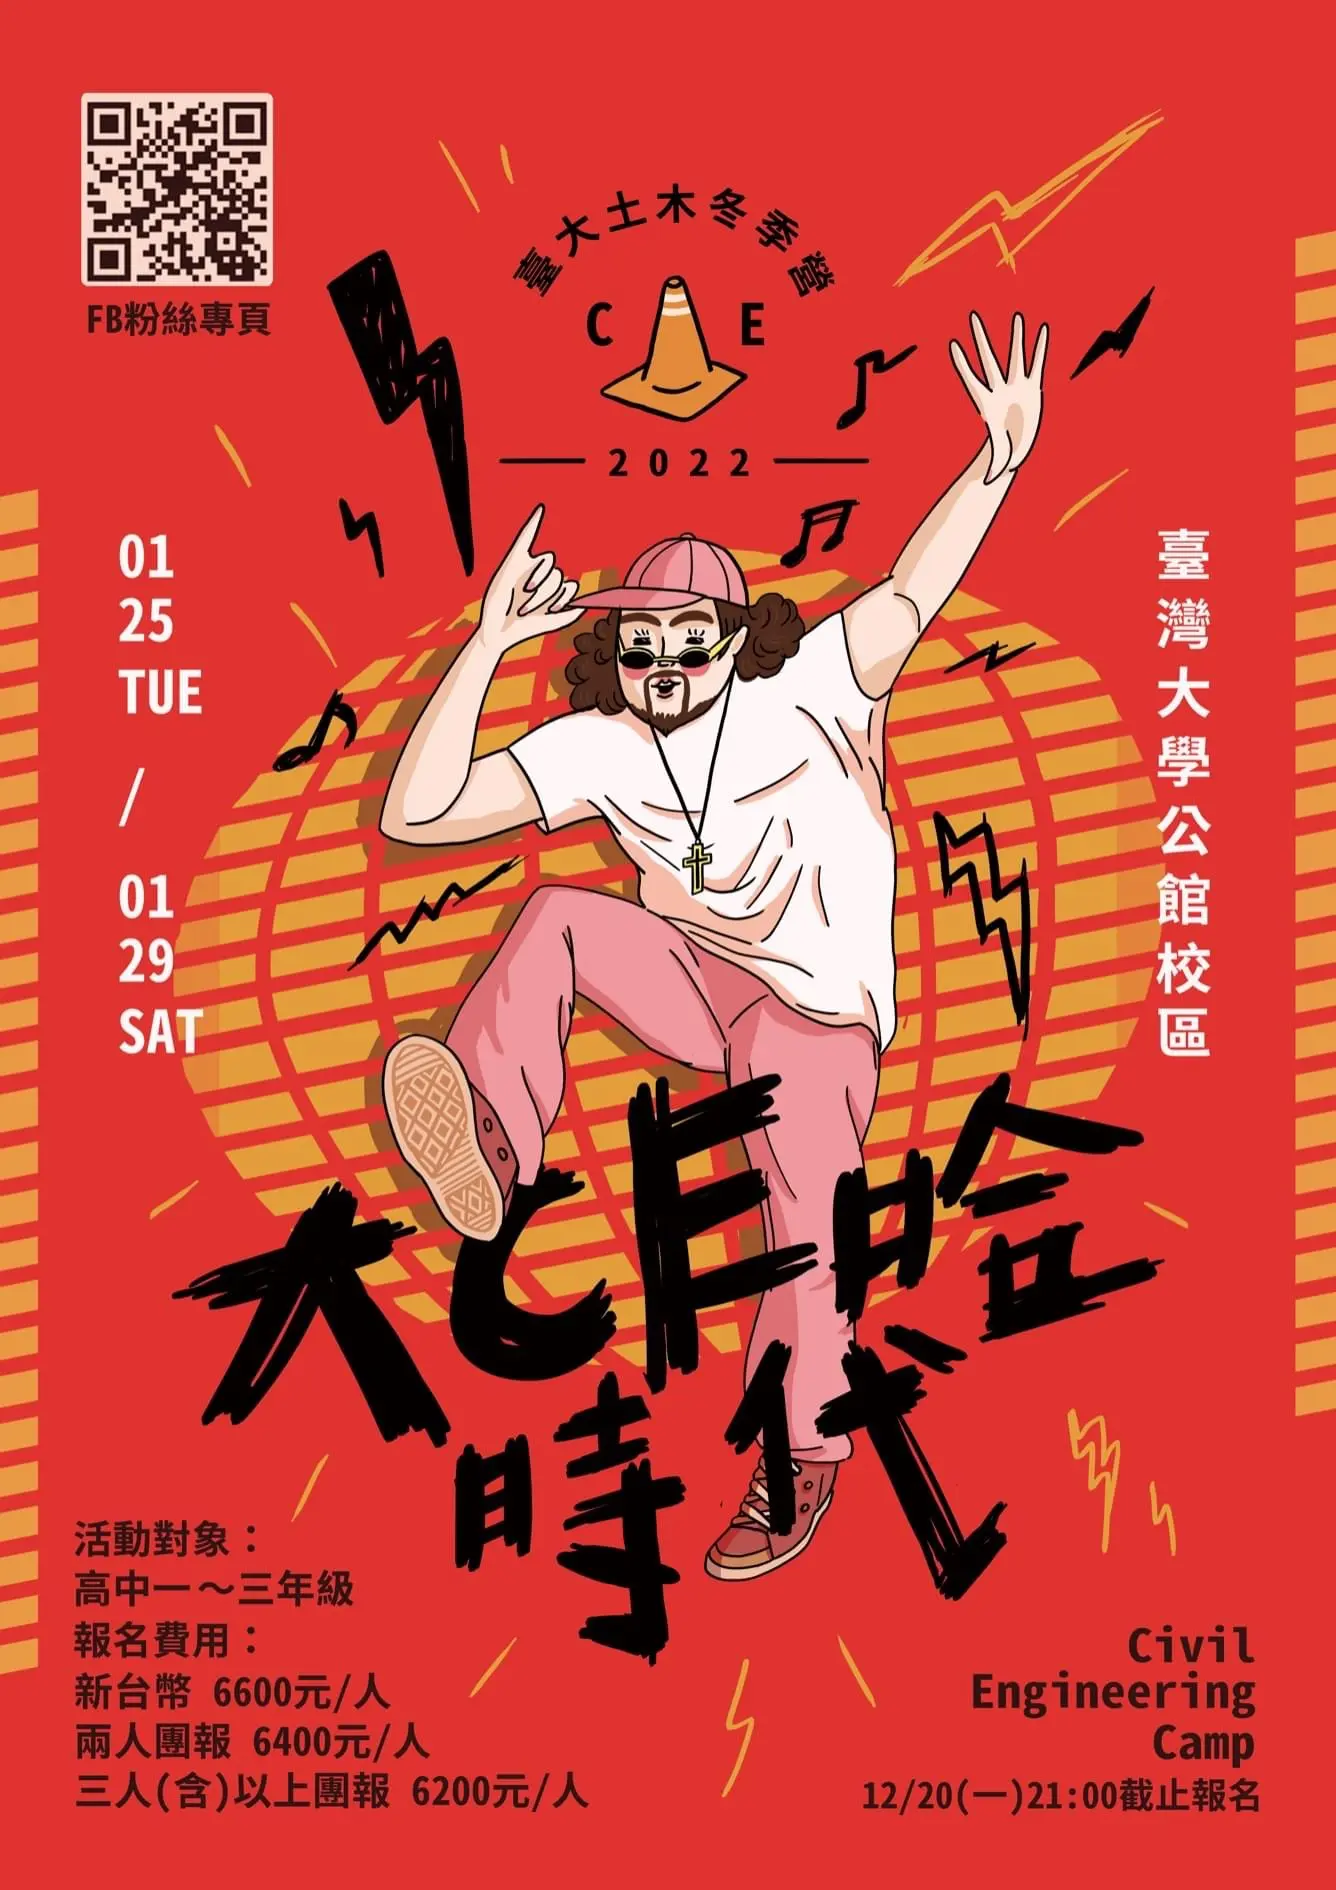 FB粉絲專頁
臺大土木冬季營
C E
2022
01
25
TUE
/
01
29
SAT
臺灣大學公館校區
大CE哈
時代
活動對象：
高中一～三年級
報名費用：
新台幣 6600元/人
兩人團報 6400元/人
三人(含)以上團報 6200元/人
Civil
Engineering
Camp
12/20(一)21:00截止報名